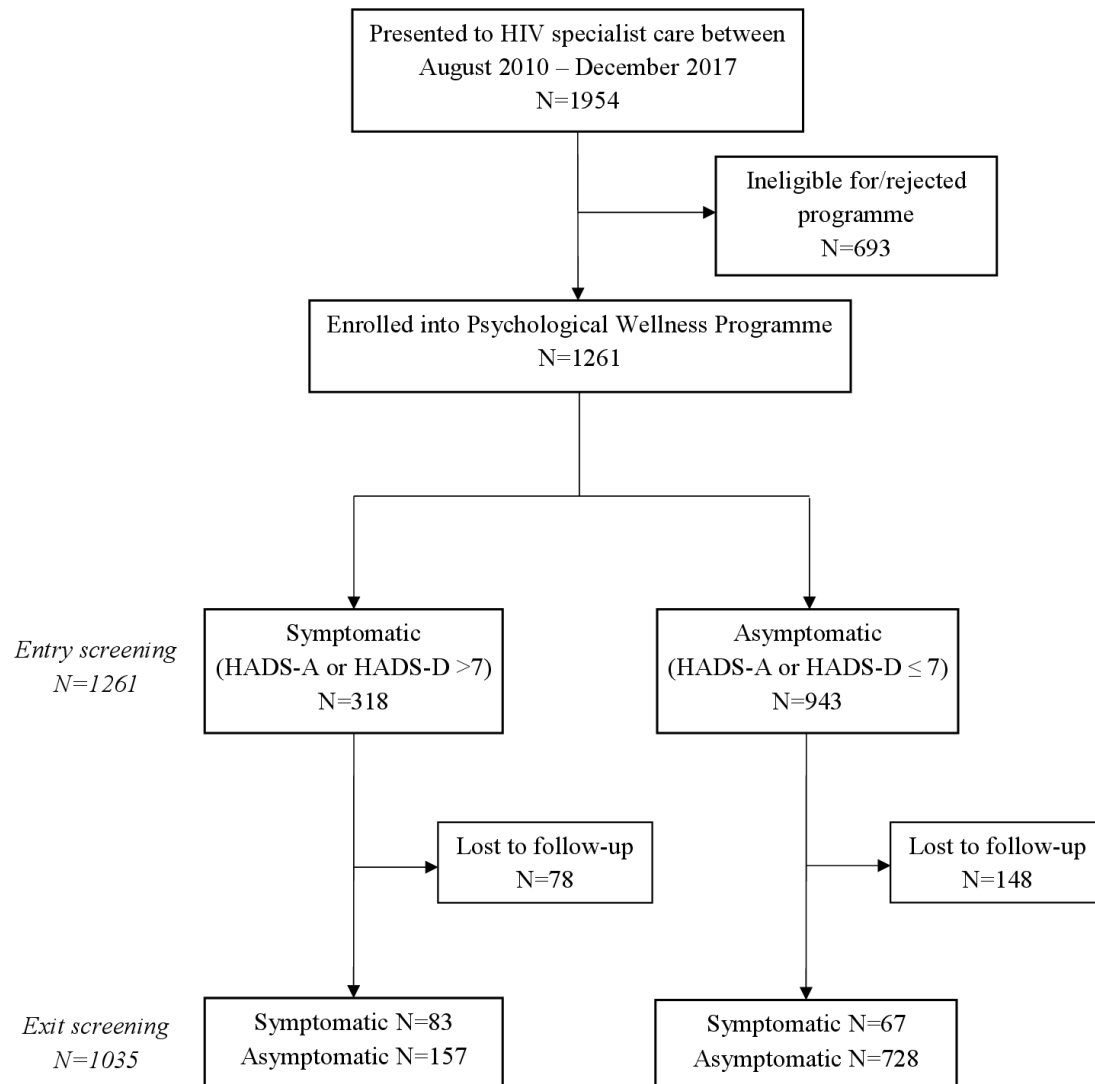 Presented to HIV specialist care between
August 2010 – December 2017
N=1954
Ineligible for/rejected
programme
N=693
Enrolled into Psychological Wellness Programme
N=1261
Entry screening
N=1261
Symptomatic
(HADS-A or HADS-D >7)
N=318
Asymptomatic
(HADS-A or HADS-D ≤ 7)
N=943
Lost to follow-up
N=78
Lost to follow-up
N=148
Exit screening
N=1035
Symptomatic N=83
Asymptomatic N=157
Symptomatic N=67
Asymptomatic N=728